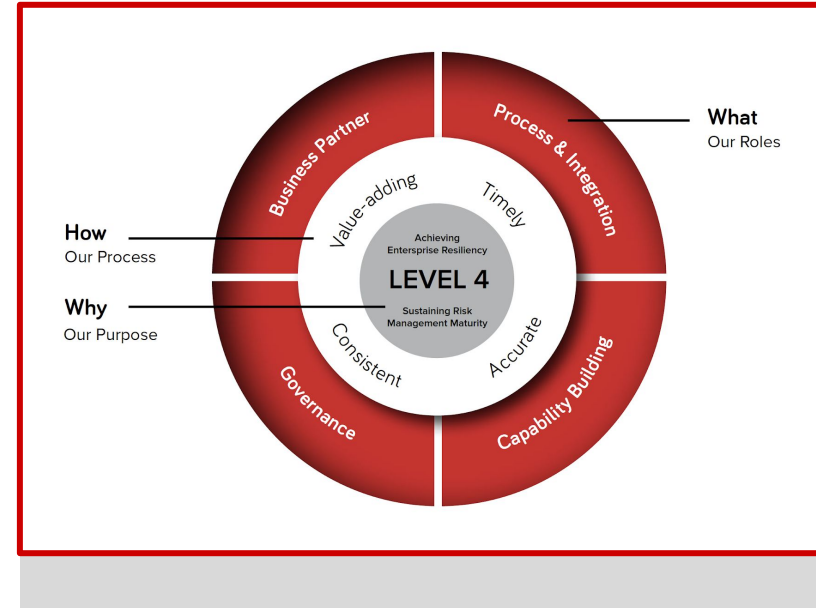 Business Partner
Process & Integration
What
Our Roles
Value-adding
Timely
How
Our Process
Achieving
Entersprise Resiliency
LEVEL 4
Why
Our Purpose
Sustaining Risk
Management Maturity
Consistent
Accurate
Governance
Capability Building